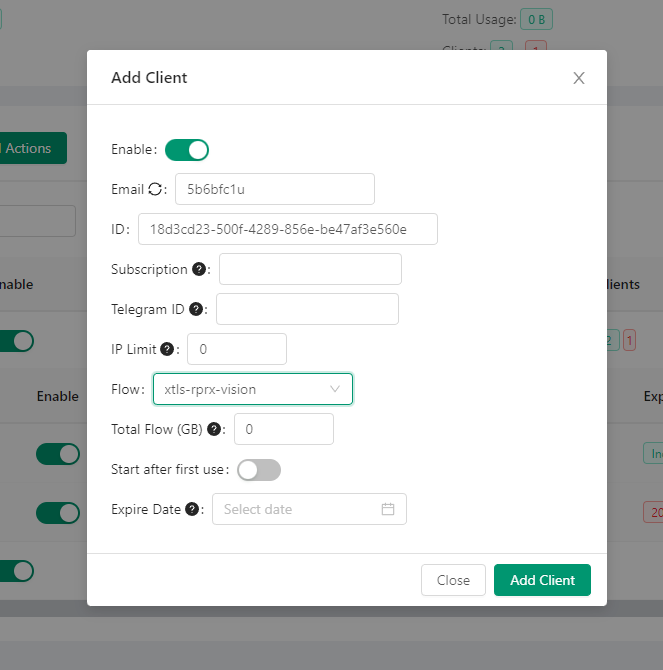 Total Usage: 0 B
Clients: 2 1
Add Client
Actions
Enable:
Email : 5b6bfc1u
ID: 18d3cd23-500f-4289-856e-be47af3e560e
Subscription ? :
nable
lients
Telegram ID ? :
2 1
IP Limit ? : 0
Enable
Flow: xtls-rprx-vision
Exp
Total Flow (GB) ? : 0
In
Start after first use:
Expire Date ? : Select date
20
Close
Add Client